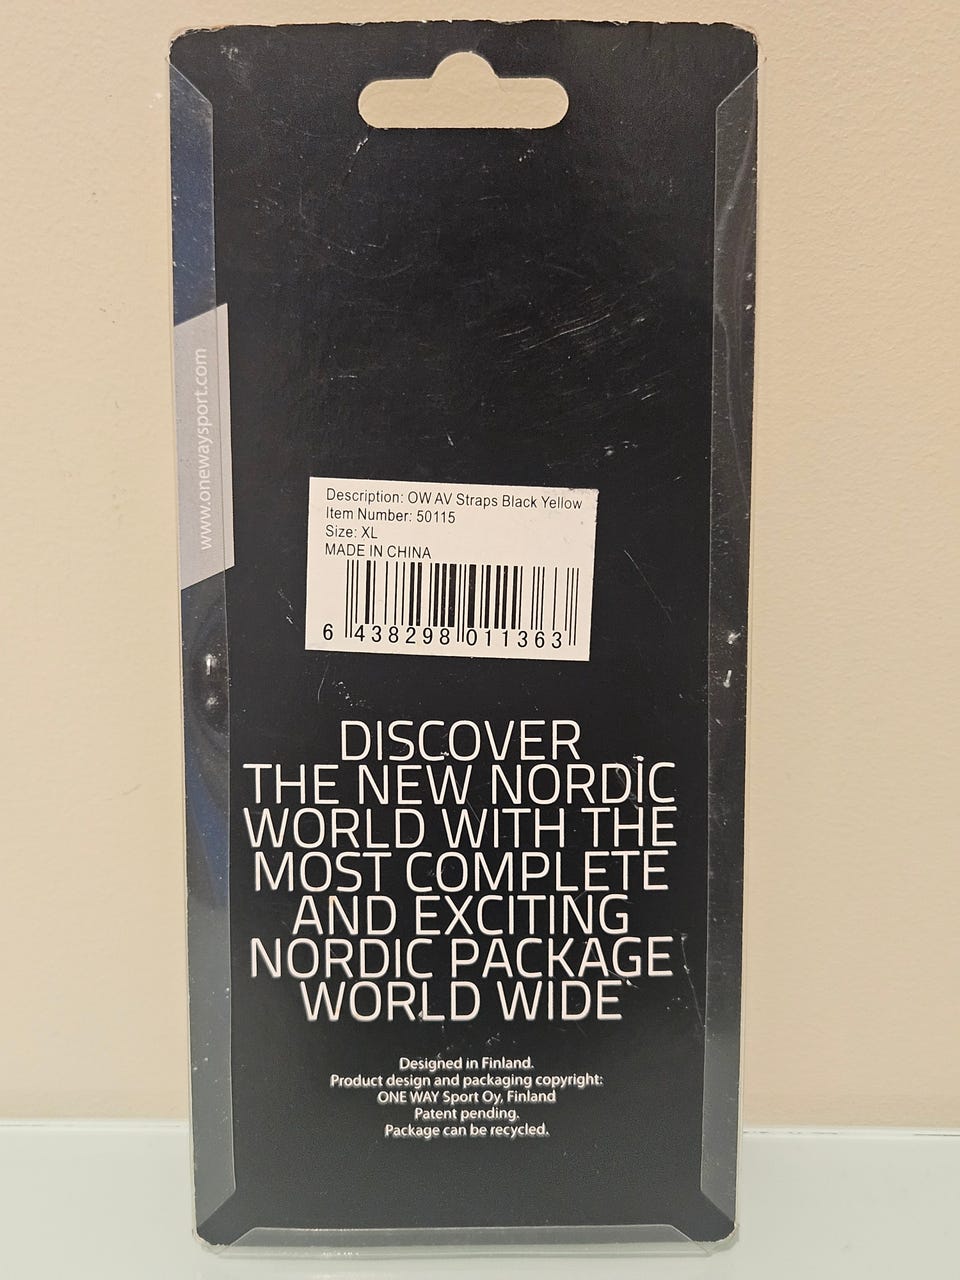 www.onewaysport.com
Description: OW AV Straps Black Yellow
Item Number: 50115
Size: XL
MADE IN CHINA
6 438298 011363
DISCOVER
THE NEW NORDIC
WORLD WITH THE
MOST COMPLETE
AND EXCITING
NORDIC PACKAGE
WORLD WIDE
Designed in Finland.
Product design and packaging copyright:
ONE WAY Sport Oy, Finland
Patent pending.
Package can be recycled.